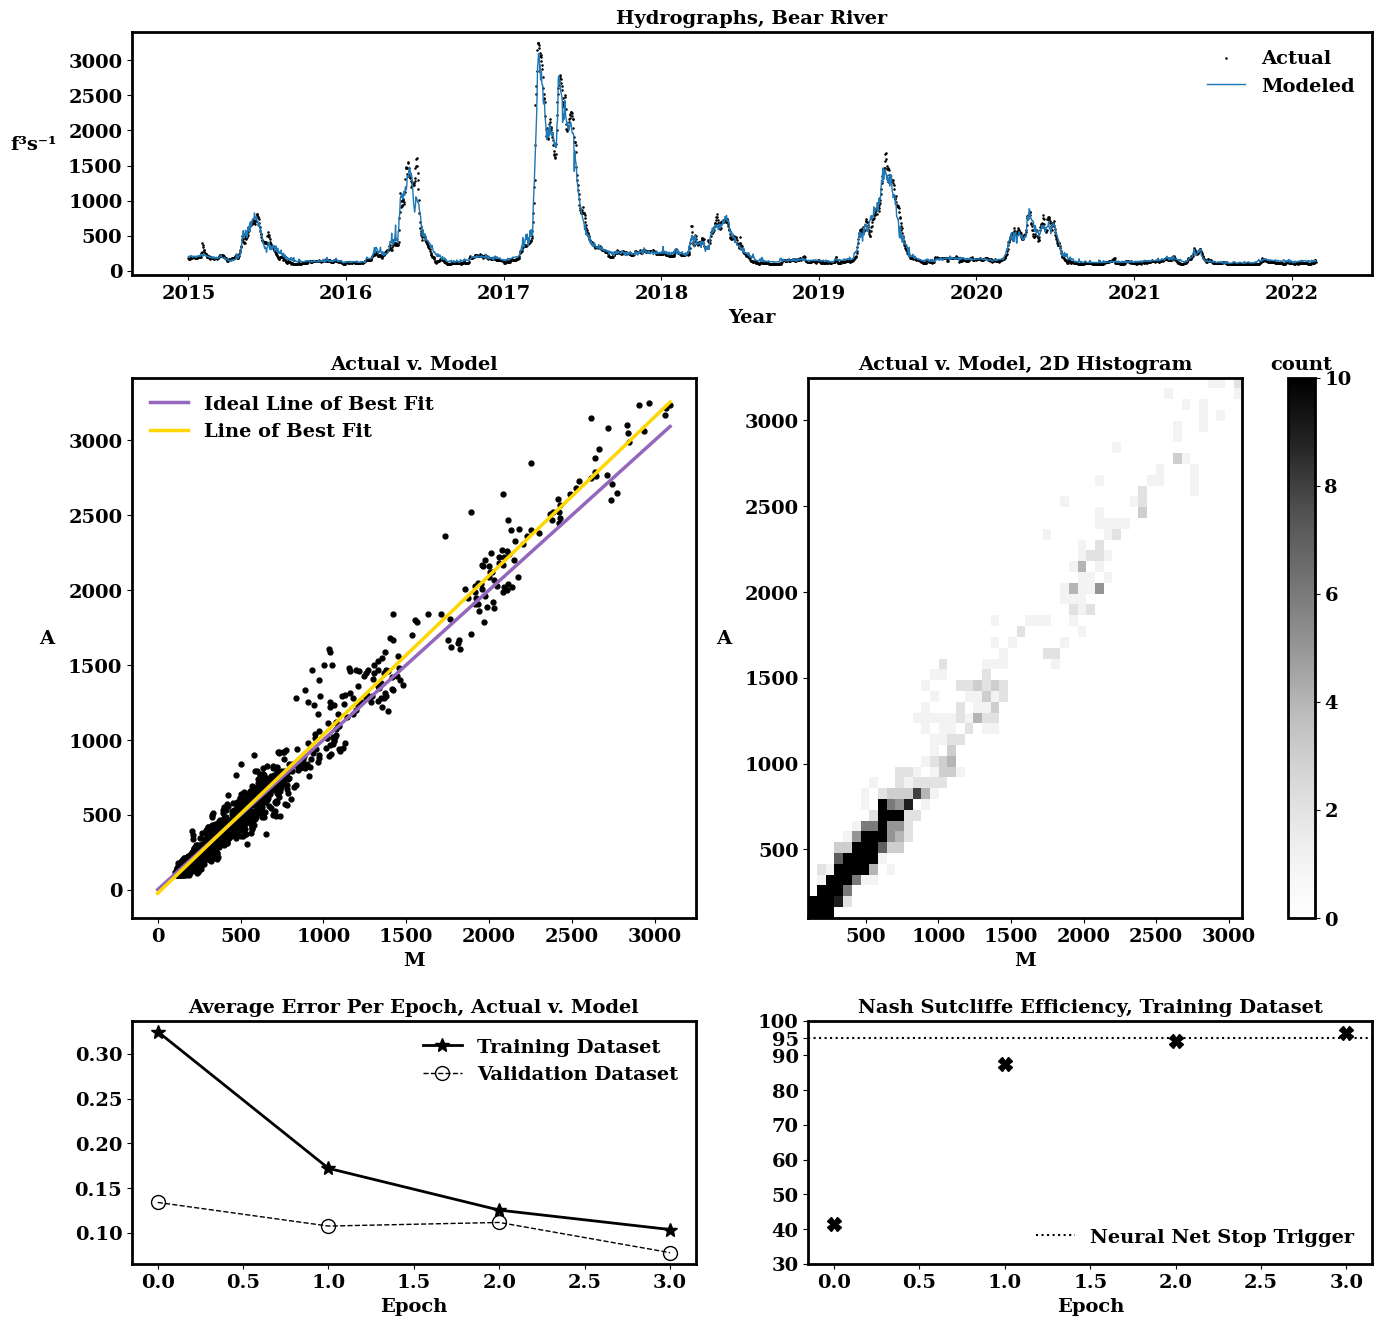 Hydrographs, Bear River
3000
2500
2000
1500
1000
500
0
f³s⁻¹
Actual
Modeled
2015 2016 2017 2018 2019 2020 2021 2022
Year
Actual v. Model
Ideal Line of Best Fit
Line of Best Fit
3000
2500
2000
1500
1000
500
0
A
0 500 1000 1500 2000 2500 3000
M
Actual v. Model, 2D Histogram
3000
2500
2000
1500
1000
500
A
500 1000 1500 2000 2500 3000
M
count
10
8
6
4
2
0
Average Error Per Epoch, Actual v. Model
Training Dataset
Validation Dataset
0.30
0.25
0.20
0.15
0.10
0.0 0.5 1.0 1.5 2.0 2.5 3.0
Epoch
Nash Sutcliffe Efficiency, Training Dataset
100
95
90
80
70
60
50
40
30
Neural Net Stop Trigger
0.0 0.5 1.0 1.5 2.0 2.5 3.0
Epoch